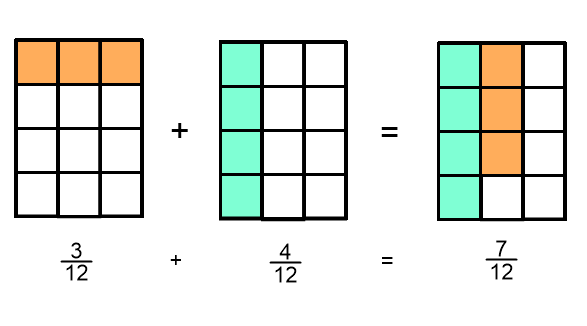 + =
3/12 + 4/12 = 7/12